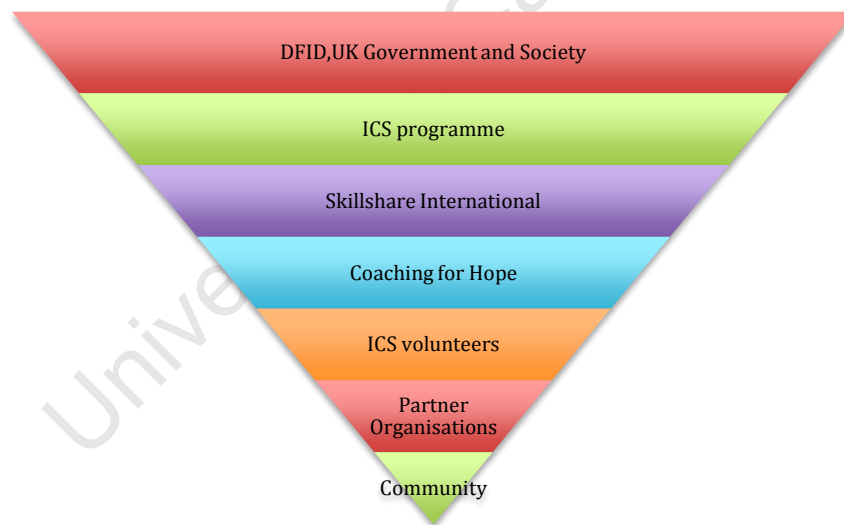 DFID,UK Government and Society
ICS programme
Skillshare International
Coaching for Hope
ICS volunteers
Partner
Organisations
Community